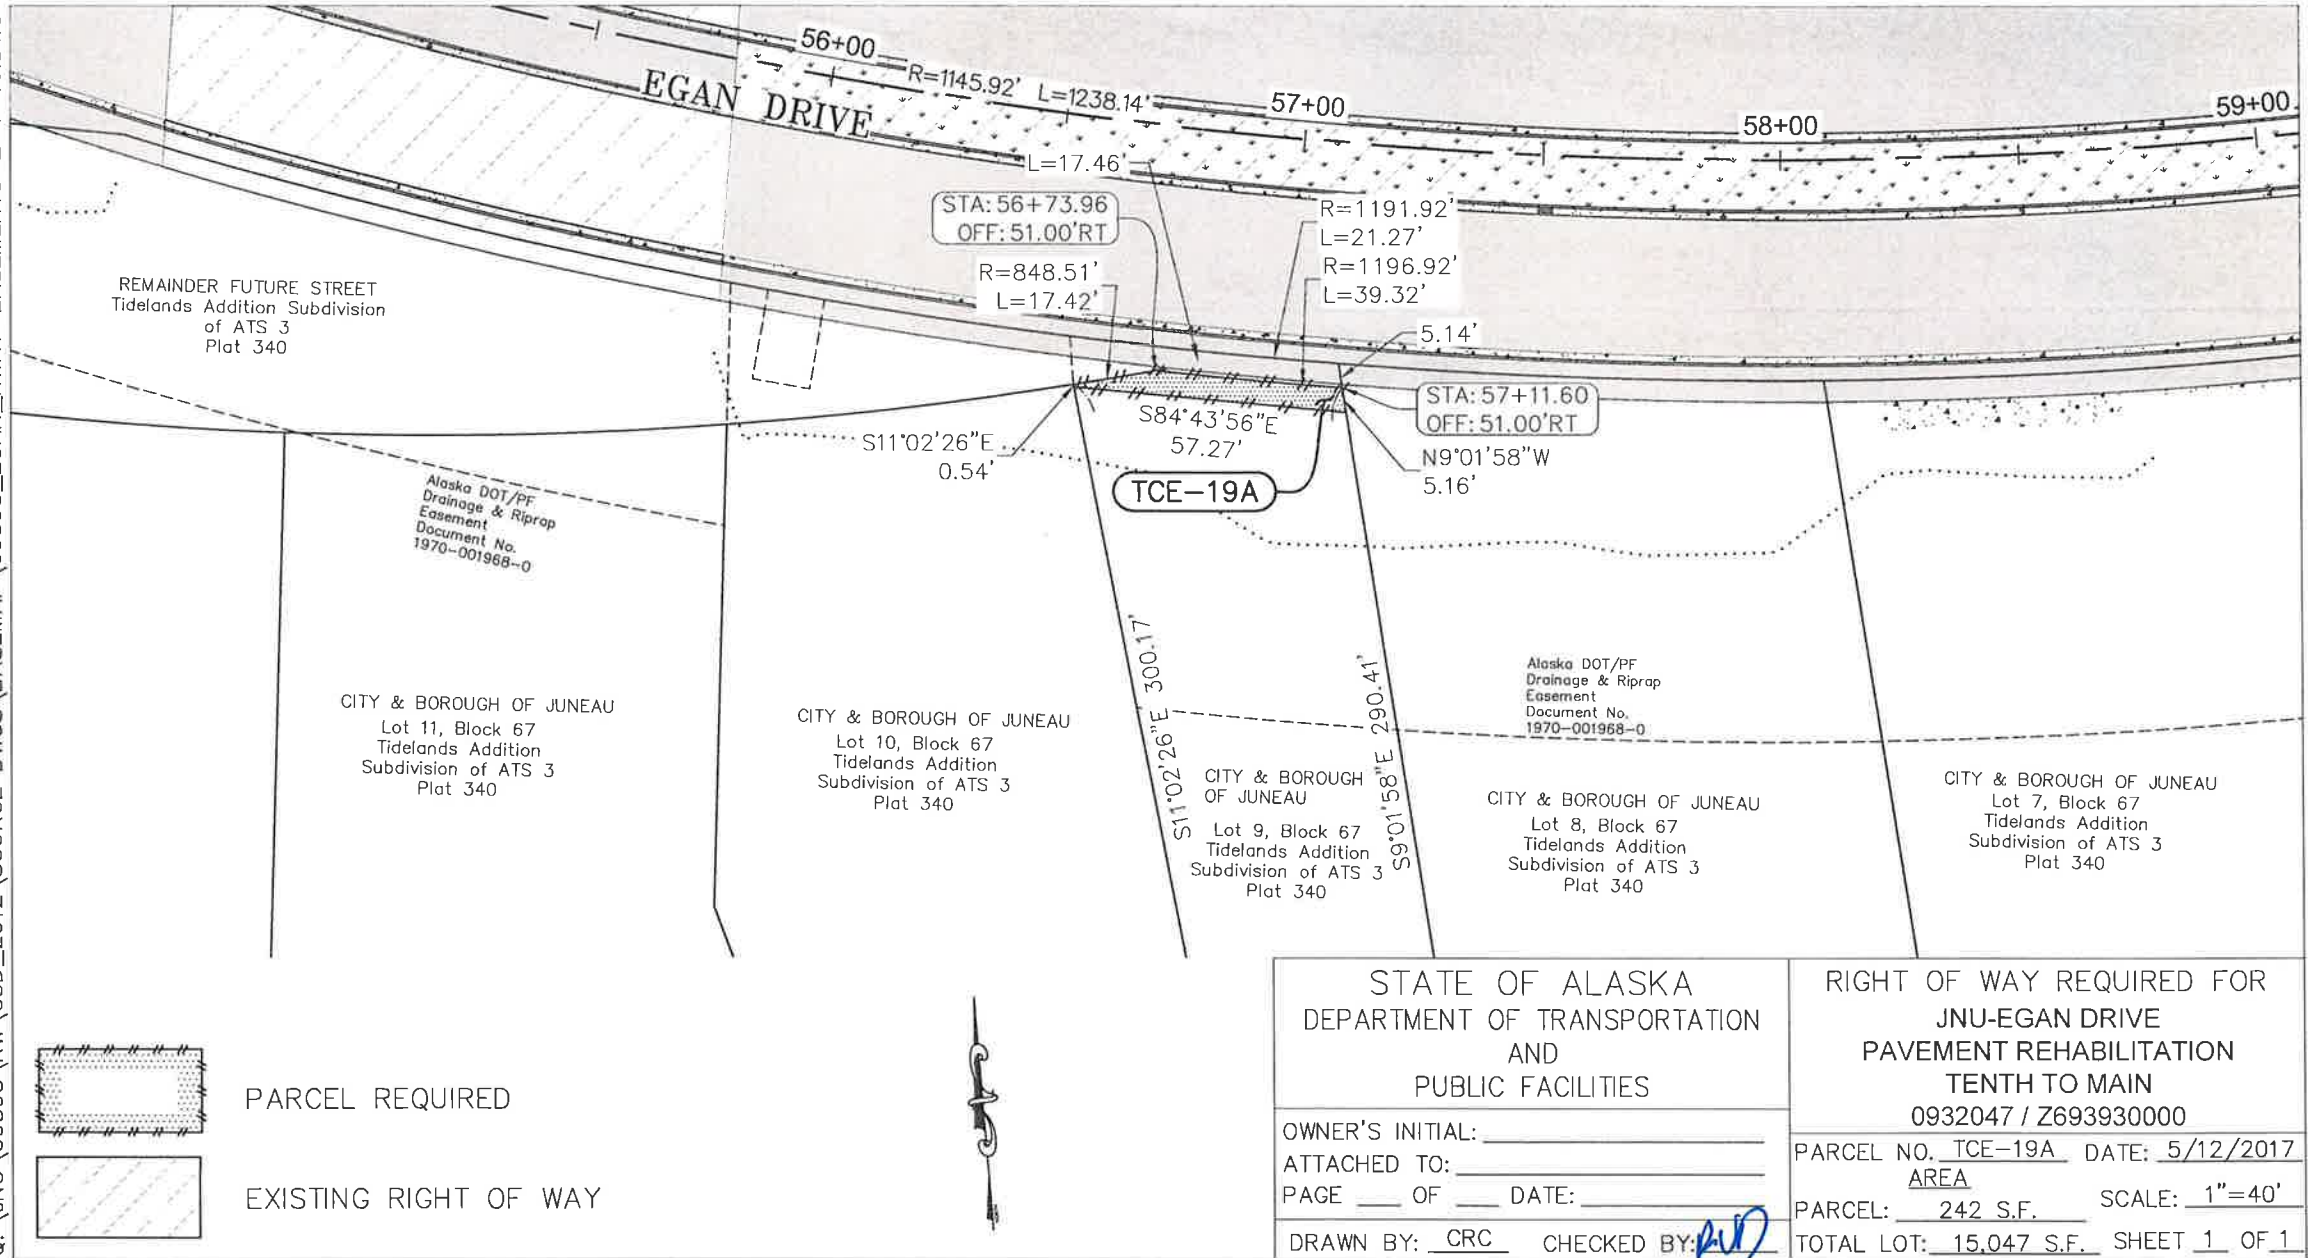 56+00
R=1145.92' L=1238.14'
57+00
58+00
59+00
EGAN DRIVE
L=17.46'
STA: 56+73.96
OFF: 51.00'RT
R=1191.92'
L=21.27'
R=1196.92'
L=39.32'
R=848.51'
L=17.42'
5.14'
REMAINDER FUTURE STREET
Tidelands Addition Subdivision
of ATS 3
Plat 340
STA: 57+11.60
OFF: 51.00'RT
S84°43'56"E
57.27'
S11°02'26"E
0.54'
N9°01'58"W
5.16'
TCE-19A
Alaska DOT/PF
Drainage & Riprap
Easement
Document No.
1970-001968-0
S11°02'26"E 300.17'
S9°01'58"E 290.41'
Alaska DOT/PF
Drainage & Riprap
Easement
Document No.
1970-001968-0
CITY & BOROUGH OF JUNEAU
Lot 11, Block 67
Tidelands Addition
Subdivision of ATS 3
Plat 340
CITY & BOROUGH OF JUNEAU
Lot 10, Block 67
Tidelands Addition
Subdivision of ATS 3
Plat 340
CITY & BOROUGH
OF JUNEAU
Lot 9, Block 67
Tidelands Addition
Subdivision of ATS 3
Plat 340
CITY & BOROUGH OF JUNEAU
Lot 8, Block 67
Tidelands Addition
Subdivision of ATS 3
Plat 340
CITY & BOROUGH OF JUNEAU
Lot 7, Block 67
Tidelands Addition
Subdivision of ATS 3
Plat 340
PARCEL REQUIRED
EXISTING RIGHT OF WAY
STATE OF ALASKA
DEPARTMENT OF TRANSPORTATION
AND
PUBLIC FACILITIES
OWNER'S INITIAL:
ATTACHED TO:
PAGE OF DATE:
DRAWN BY: CRC CHECKED BY:
RIGHT OF WAY REQUIRED FOR
JNU-EGAN DRIVE
PAVEMENT REHABILITATION
TENTH TO MAIN
0932047 / Z693930000
PARCEL NO. TCE-19A DATE: 5/12/2017
AREA
PARCEL: 242 S.F. SCALE: 1"=40'
TOTAL LOT: 15,047 S.F. SHEET 1 OF 1